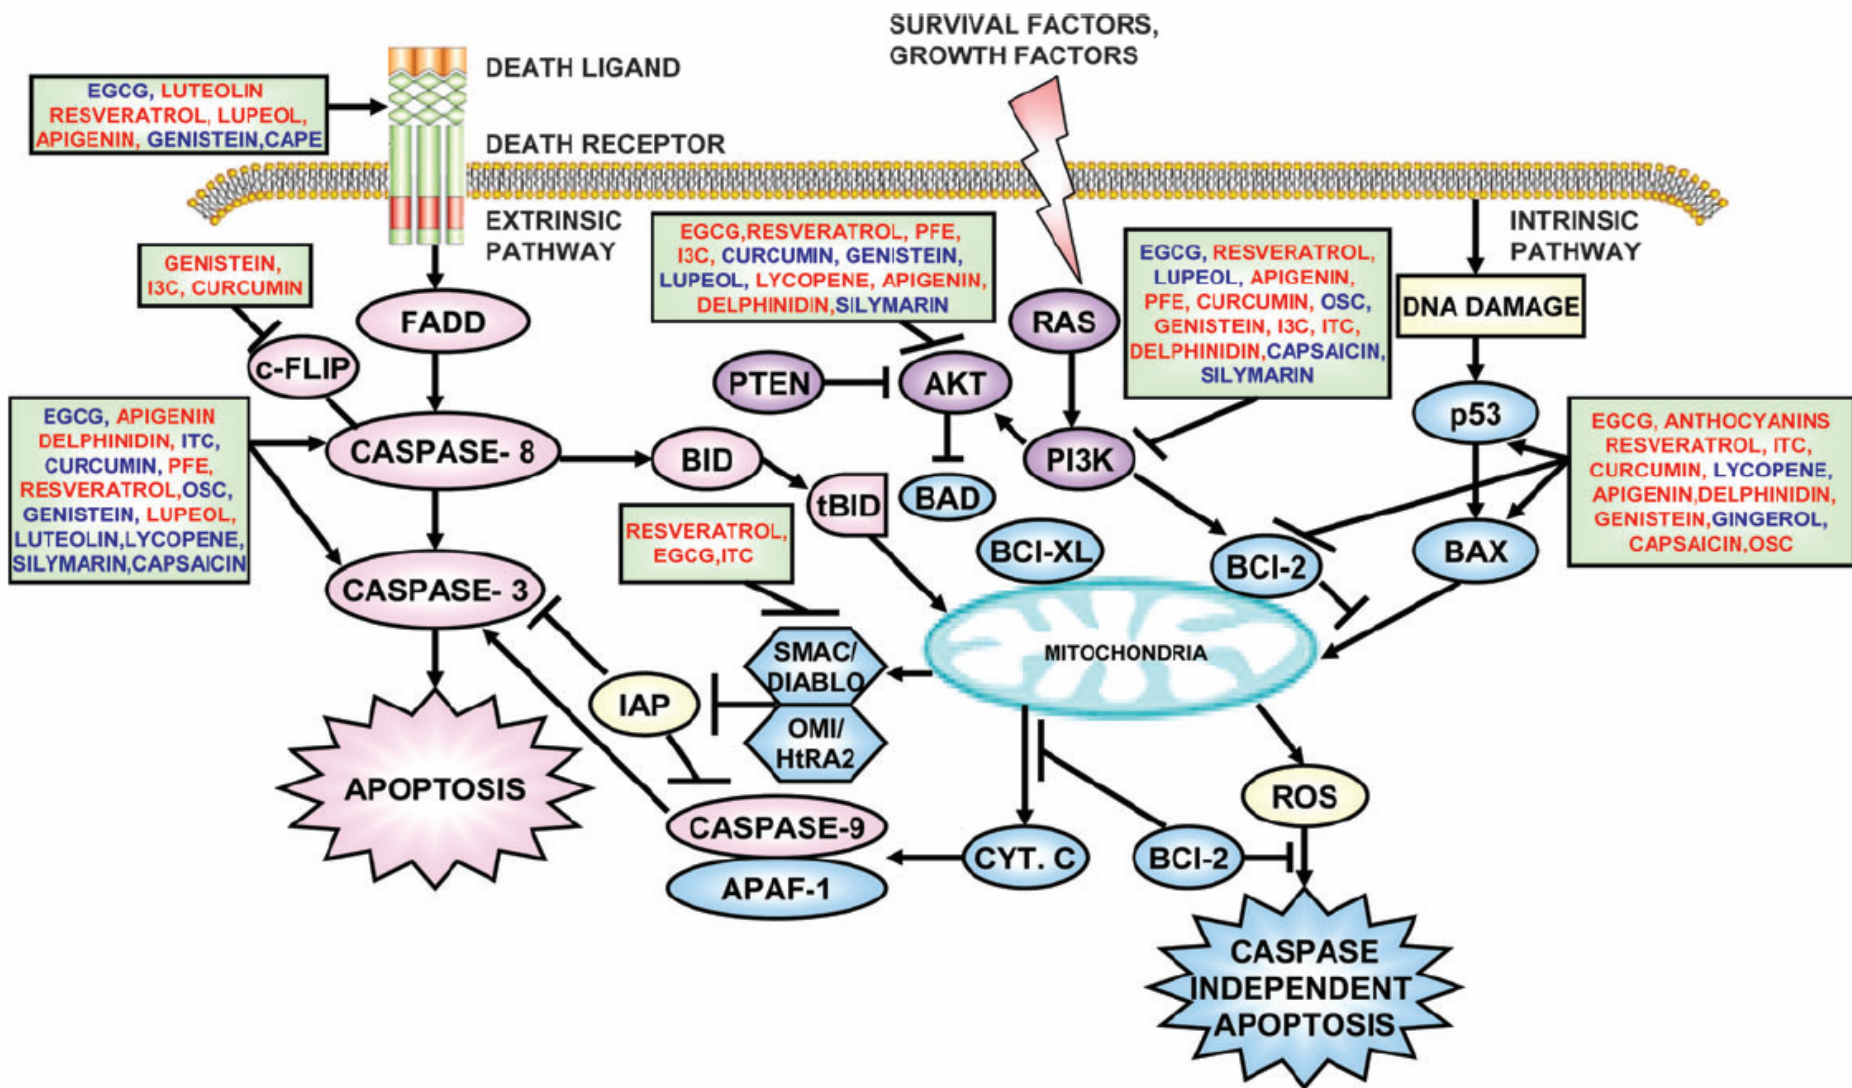 SURVIVAL FACTORS,
GROWTH FACTORS
DEATH LIGAND
EGCG, LUTEOLIN
RESVERATROL, LUPEOL,
APIGENIN, GENISTEIN,CAPE
DEATH RECEPTOR
EXTRINSIC
PATHWAY
INTRINSIC
PATHWAY
GENISTEIN,
I3C, CURCUMIN
EGCG,RESVERATROL, PFE,
I3C, CURCUMIN, GENISTEIN,
LUPEOL, LYCOPENE, APIGENIN,
DELPHINIDIN,SILYMARIN
EGCG, RESVERATROL,
LUPEOL, APIGENIN,
PFE, CURCUMIN, OSC,
GENISTEIN, I3C, ITC,
DELPHINIDIN,CAPSAICIN,
SILYMARIN
DNA DAMAGE
FADD
RAS
c-FLIP
PTEN
AKT
p53
EGCG, APIGENIN
DELPHINIDIN, ITC,
CURCUMIN, PFE,
RESVERATROL,OSC,
GENISTEIN, LUPEOL,
LUTEOLIN,LYCOPENE,
SILYMARIN,CAPSAICIN
CASPASE- 8
BID
PI3K
EGCG, ANTHOCYANINS
RESVERATROL, ITC,
CURCUMIN, LYCOPENE,
APIGENIN,DELPHINIDIN,
GENISTEIN,GINGEROL,
CAPSAICIN,OSC
tBID
BAD
RESVERATROL,
EGCG,ITC
BCI-XL
BCI-2
BAX
CASPASE- 3
MITOCHONDRIA
SMAC/
DIABLO
IAP
OMI/
HtRA2
APOPTOSIS
ROS
CASPASE-9
APAF-1
CYT. C
BCI-2
CASPASE
INDEPENDENT
APOPTOSIS